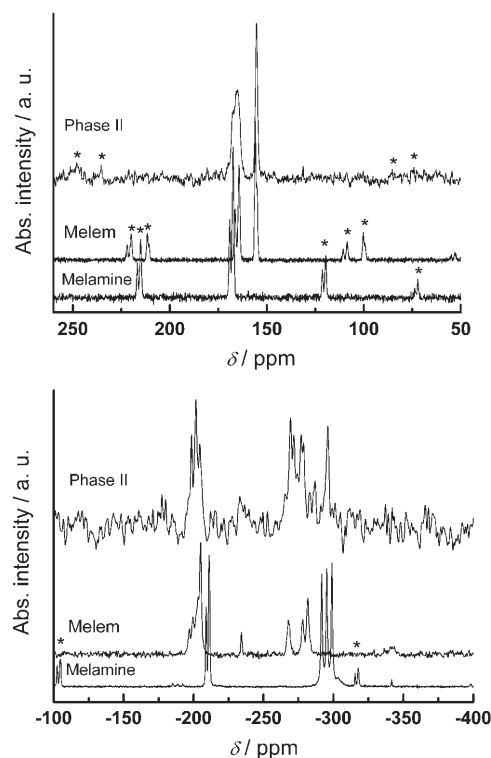 Abs. intensity / a. u.
Phase II
* * * *
Melem
* * * * * *
Melamine
* *
250 200 150 100 50
δ / ppm
Abs. intensity / a. u.
Phase II
Melem
* *
Melamine
-100 -150 -200 -250 -300 -350 -400
δ / ppm